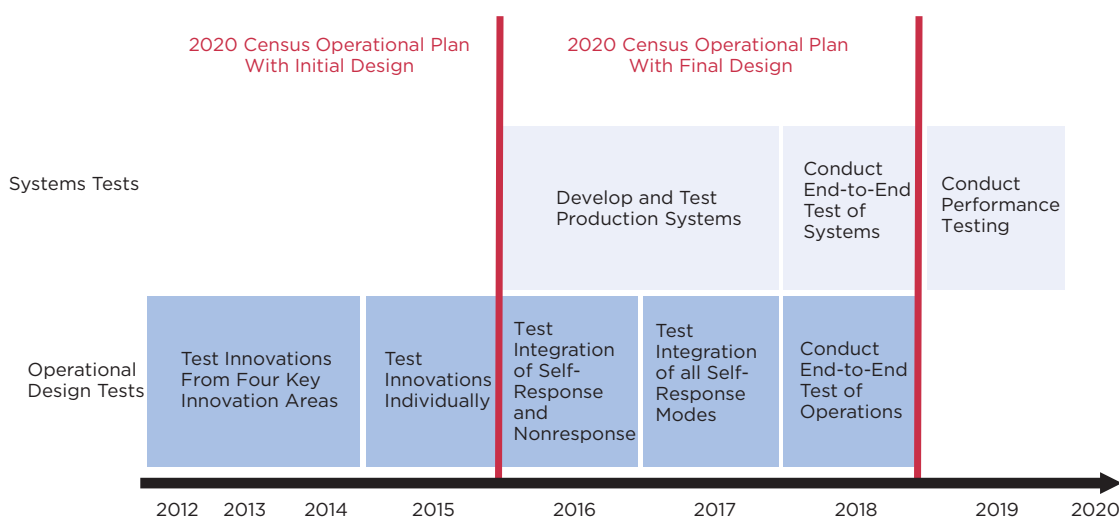 2020 Census Operational Plan
With Initial Design
2020 Census Operational Plan
With Final Design
Systems Tests
Develop and Test
Production Systems
Conduct
End-to-End
Test of
Systems
Conduct
Performance
Testing
Operational
Design Tests
Test Innovations
From Four Key
Innovation Areas
Test
Innovations
Individually
Test
Integration
of Self-
Response
and
Nonresponse
Test
Integration
of all Self-
Response
Modes
Conduct
End-to-End
Test of
Operations
2012 2013 2014 2015 2016 2017 2018 2019 2020